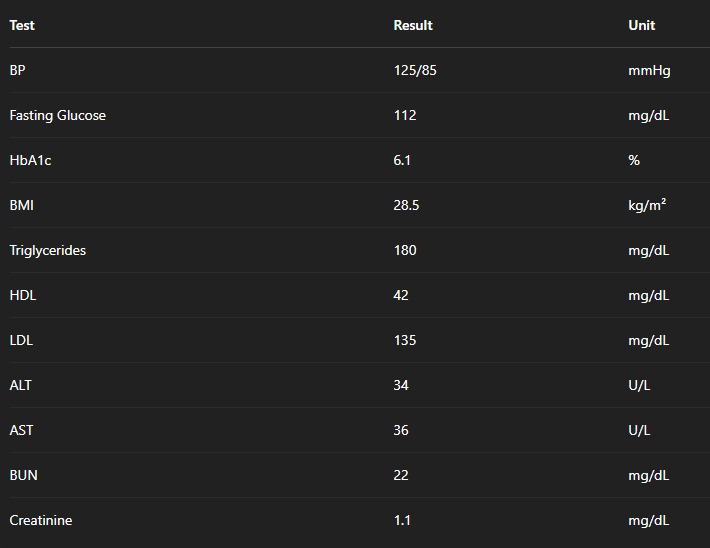 Test Result Unit
BP 125/85 mmHg
Fasting Glucose 112 mg/dL
HbA1c 6.1 %
BMI 28.5 kg/m²
Triglycerides 180 mg/dL
HDL 42 mg/dL
LDL 135 mg/dL
ALT 34 U/L
AST 36 U/L
BUN 22 mg/dL
Creatinine 1.1 mg/dL